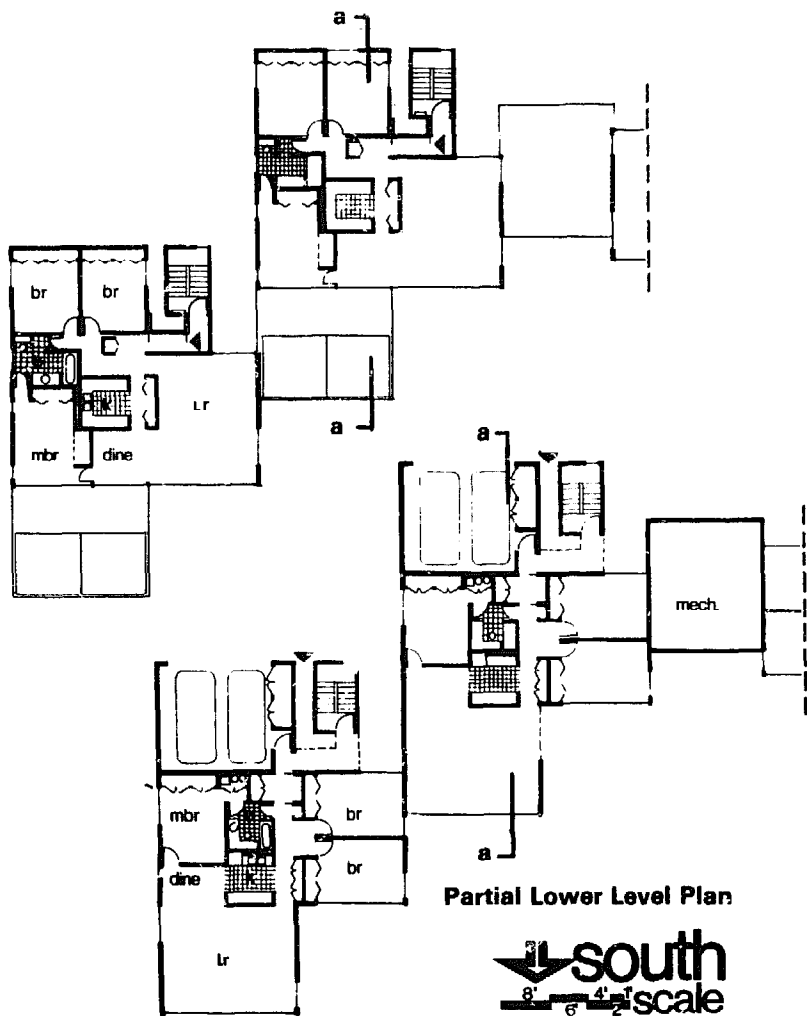 a
br br
k
Lr
mbr dine
a
a
mech.
mbr
br
br
dine
k
Lr
a
Partial Lower Level Plan
south
8' 4' 1'
6' 2'
scale